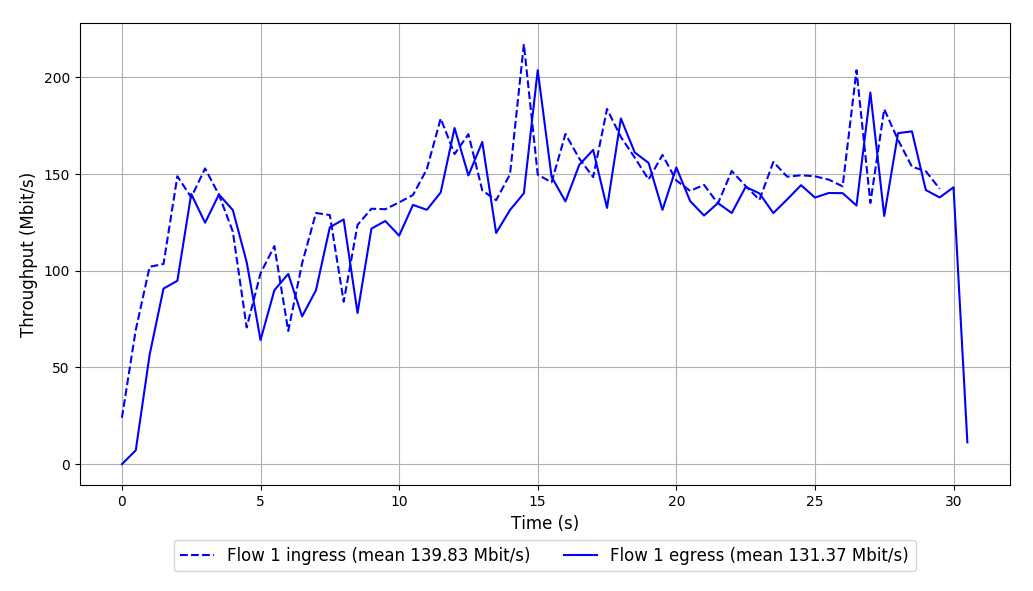 200
150
100
50
0
Throughput (Mbit/s)
0 5 10 15 20 25 30
Time (s)
Flow 1 ingress (mean 139.83 Mbit/s) Flow 1 egress (mean 131.37 Mbit/s)